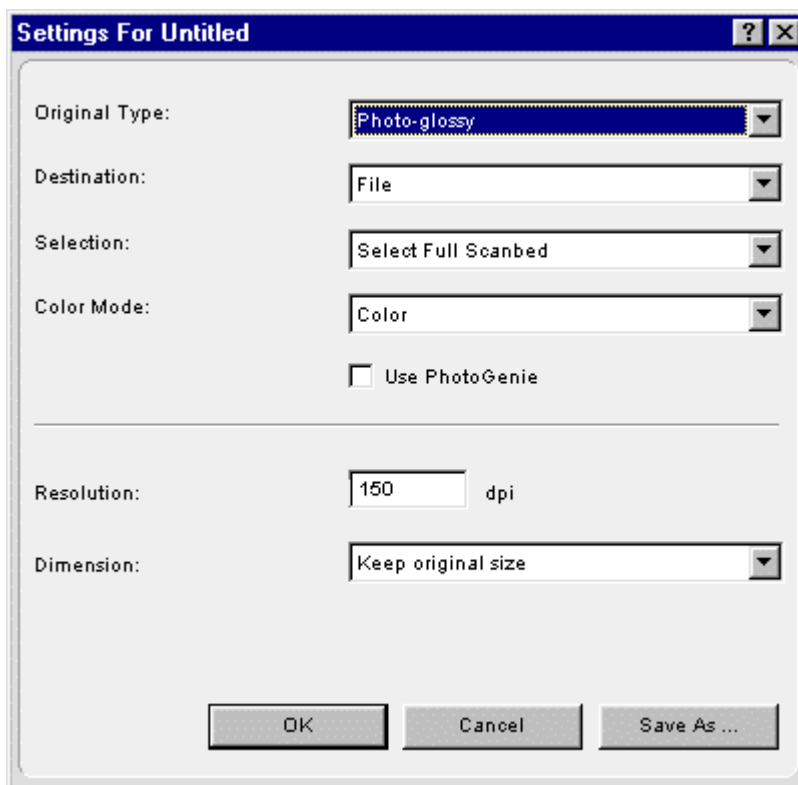 Settings For Untitled
Original Type: Photo-glossy
Destination: File
Selection: Select Full Scanbed
Color Mode: Color
Use PhotoGenie
Resolution: 150 dpi
Dimension: Keep original size
OK Cancel Save As ...